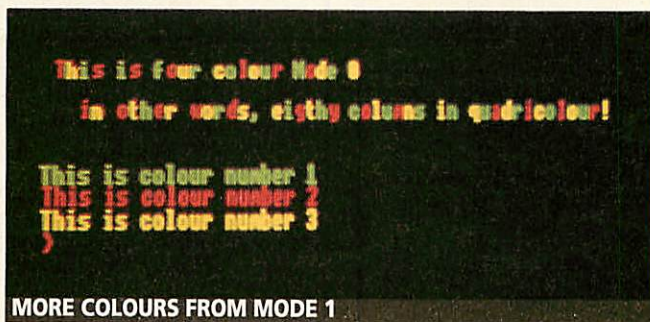 This is four colour Mode 0
in other words, eigthy columns in quadricolour!
This is colour number 1
This is colour number 2
This is colour number 3
>
MORE COLOURS FROM MODE 1